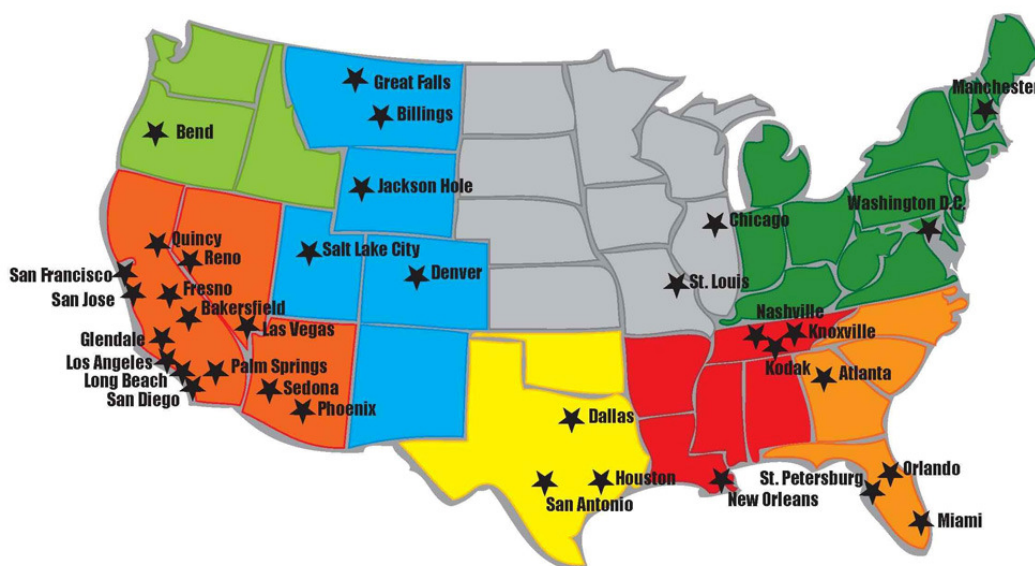 Great Falls
Billings
Manchester
Bend
Jackson Hole
Washington D.C.
Chicago
Quincy
Reno
Salt Lake City
San Francisco
Denver
St. Louis
San Jose
Fresno
Bakersfield
Las Vegas
Nashville
Knoxville
Glendale
Los Angeles
Palm Springs
Kodak
Atlanta
Long Beach
Sedona
San Diego
Phoenix
Dallas
Houston
San Antonio
New Orleans
St. Petersburg
Orlando
Miami